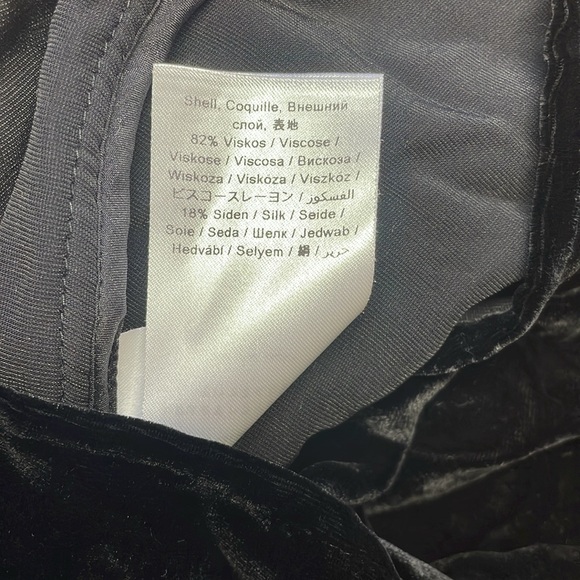 Shell, Coquille, Внешний
слой, 表地
82% Viskos / Viscose /
Viskose / Viscosa / Вискоза /
Wiskoza / Viskóza / Viszkóz /
ビスコースレーヨン / الفسكوز
18% Siden / Silk / Seide /
Soie / Seda / Шелк / Jedwab /
Hedvábí / Selyem / 絹 / حرير